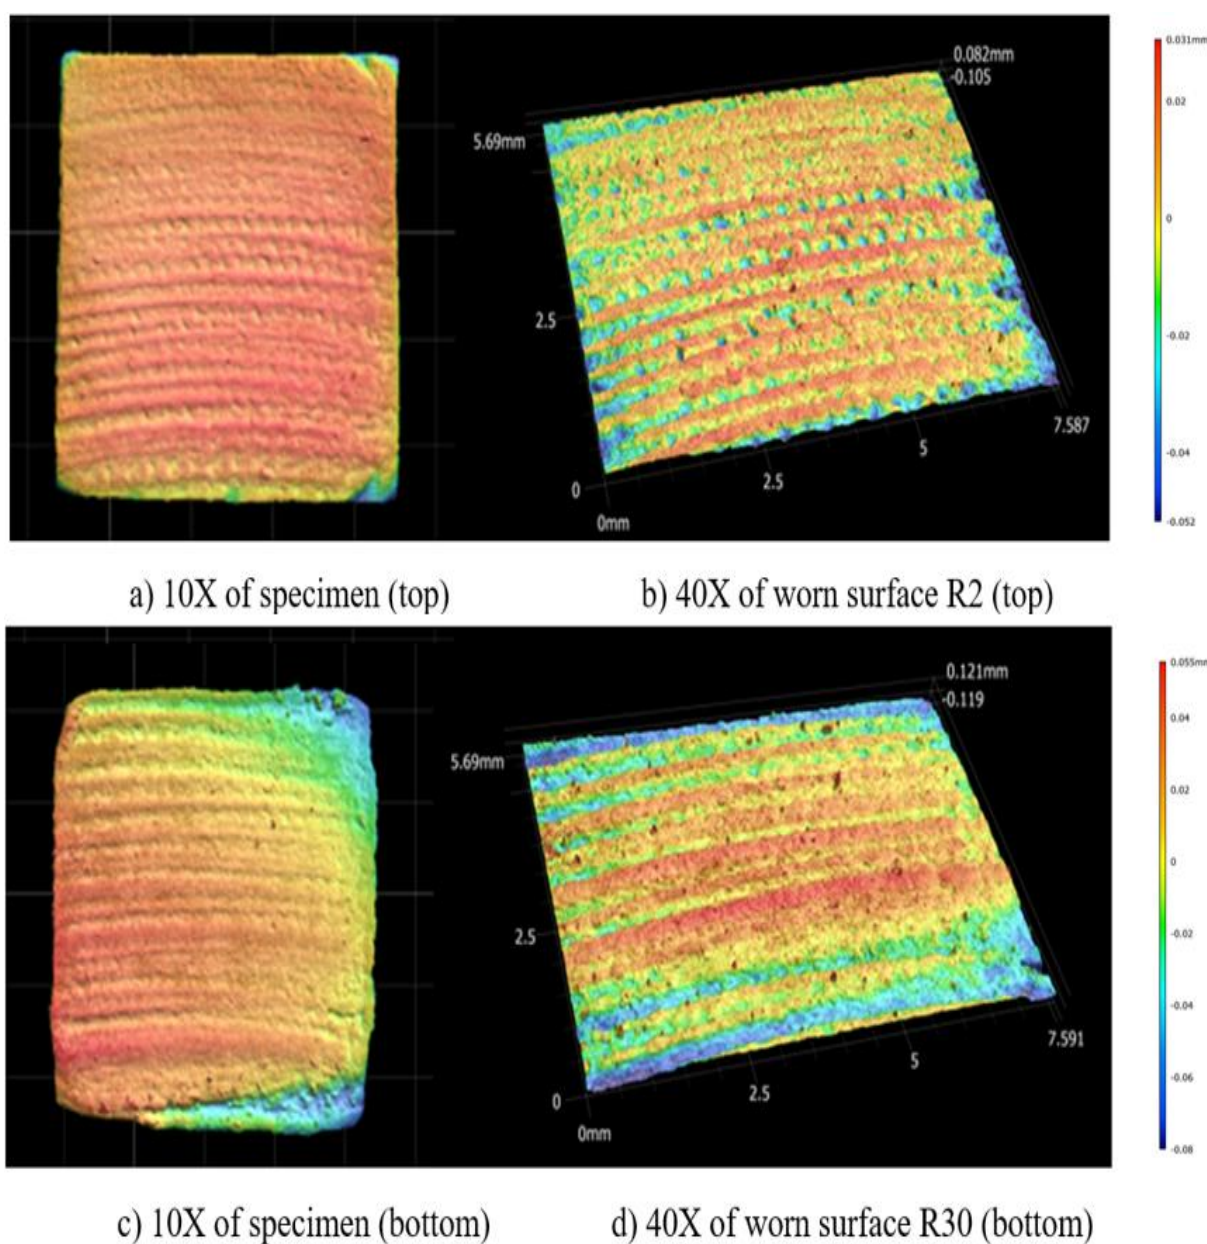 0.082mm
-0.105
5.69mm
2.5
0
0mm
2.5
5
7.587
0.031mm
0.02
0
-0.02
-0.04
-0.052
a) 10X of specimen (top)
b) 40X of worn surface R2 (top)
0.121mm
-0.119
5.69mm
2.5
0
0mm
2.5
5
7.591
0.055mm
0.04
0.02
0
-0.02
-0.04
-0.06
-0.08
c) 10X of specimen (bottom)
d) 40X of worn surface R30 (bottom)